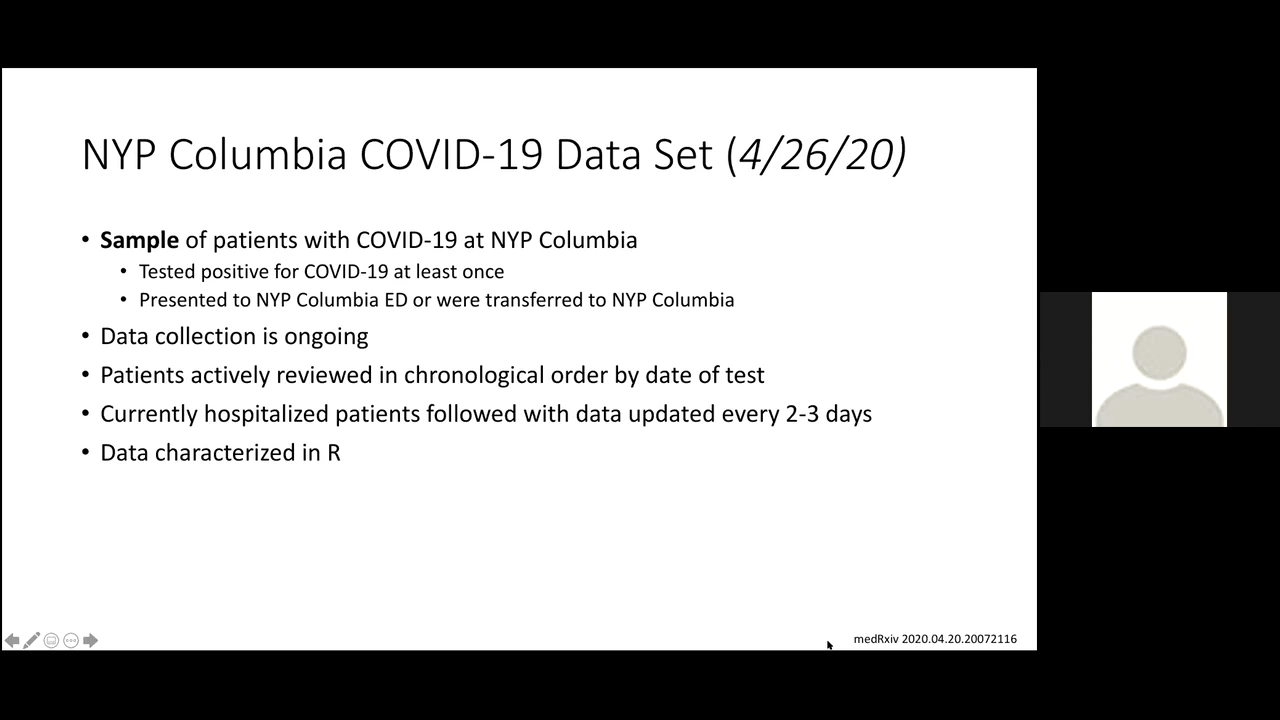 NYP Columbia COVID-19 Data Set (4/26/20)
• Sample of patients with COVID-19 at NYP Columbia
• Tested positive for COVID-19 at least once
• Presented to NYP Columbia ED or were transferred to NYP Columbia
• Data collection is ongoing
• Patients actively reviewed in chronological order by date of test
• Currently hospitalized patients followed with data updated every 2-3 days
• Data characterized in R
medRxiv 2020.04.20.20072116